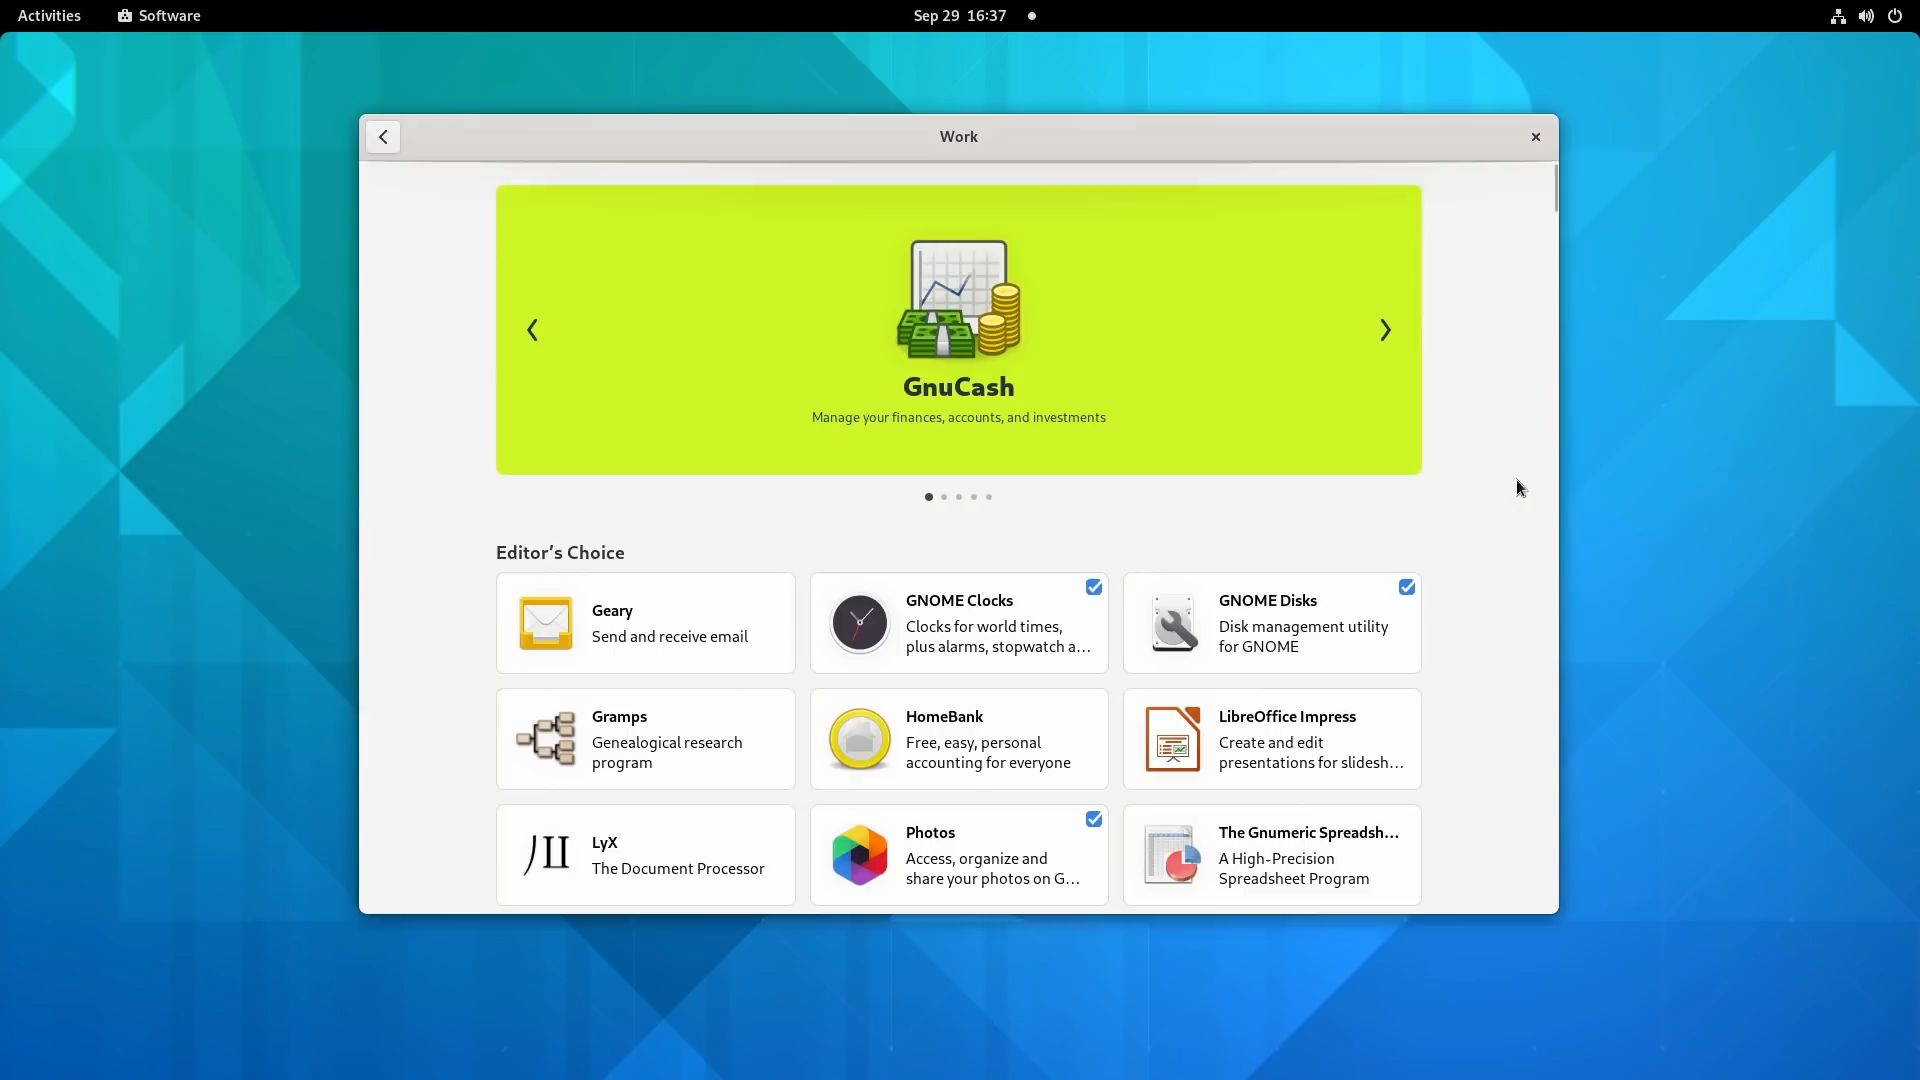 Activities
Software
Sep 29 16:37
Work
GnuCash
Manage your finances, accounts, and investments
Editor’s Choice
Geary
Send and receive email
GNOME Clocks
Clocks for world times,
plus alarms, stopwatch a…
GNOME Disks
Disk management utility
for GNOME
Gramps
Genealogical research
program
HomeBank
Free, easy, personal
accounting for everyone
LibreOffice Impress
Create and edit
presentations for slidesh…
LyX
The Document Processor
Photos
Access, organize and
share your photos on G…
The Gnumeric Spreadsh…
A High-Precision
Spreadsheet Program